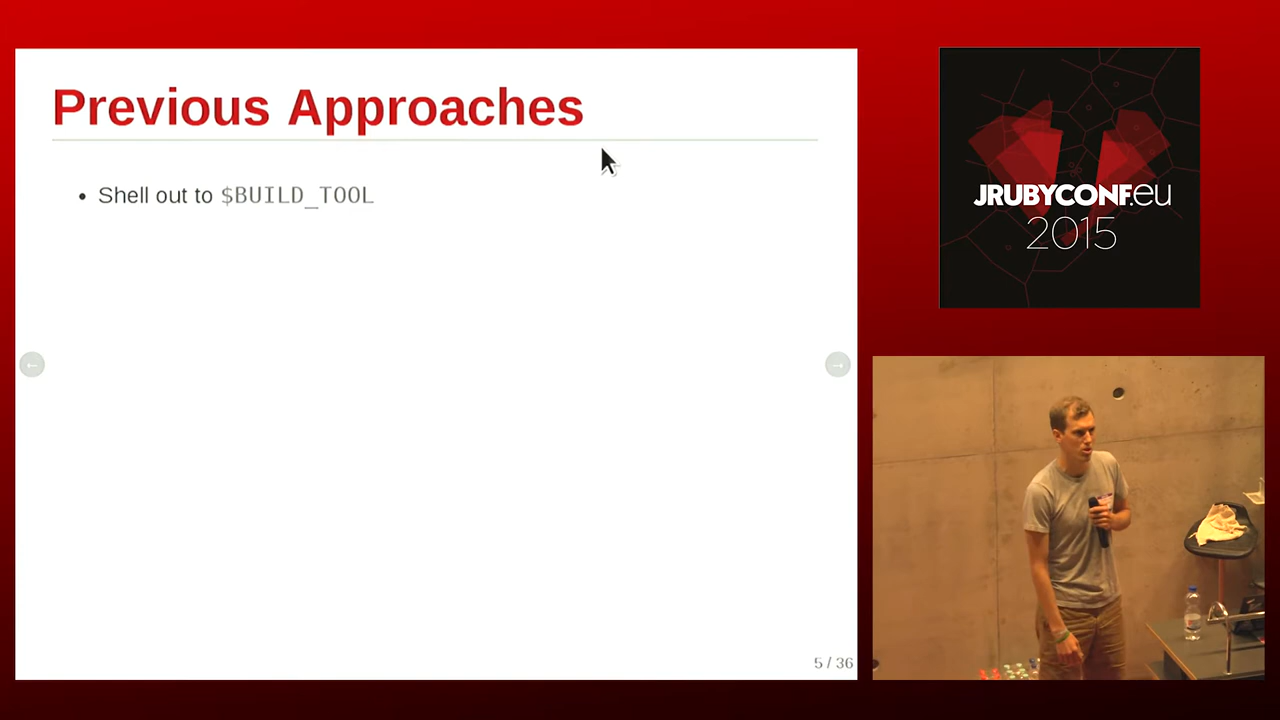 Previous Approaches
• Shell out to $BUILD_TOOL
←
→
5 / 36
JRUBYCONF.eu
2015